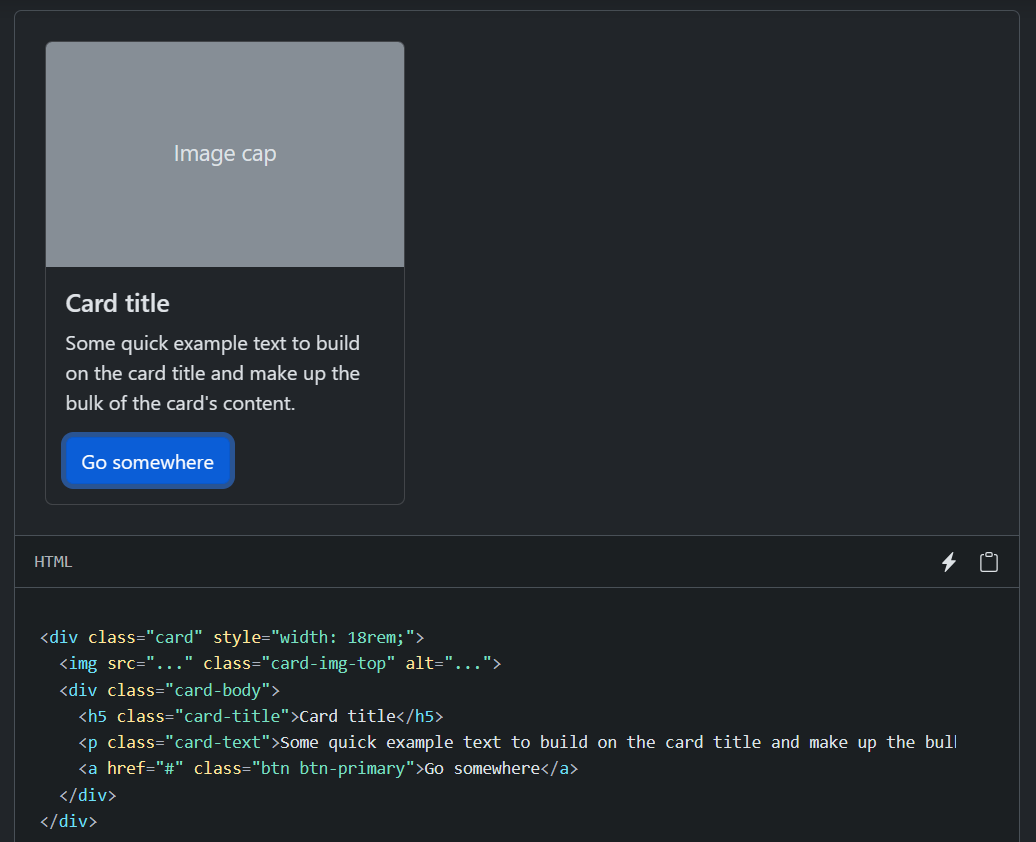 Image cap
Card title
Some quick example text to build
on the card title and make up the
bulk of the card's content.
Go somewhere
HTML
<div class="card" style="width: 18rem;">
  <img src="..." class="card-img-top" alt="...">
  <div class="card-body">
    <h5 class="card-title">Card title</h5>
    <p class="card-text">Some quick example text to build on the card title and make up the bul
    <a href="#" class="btn btn-primary">Go somewhere</a>
  </div>
</div>